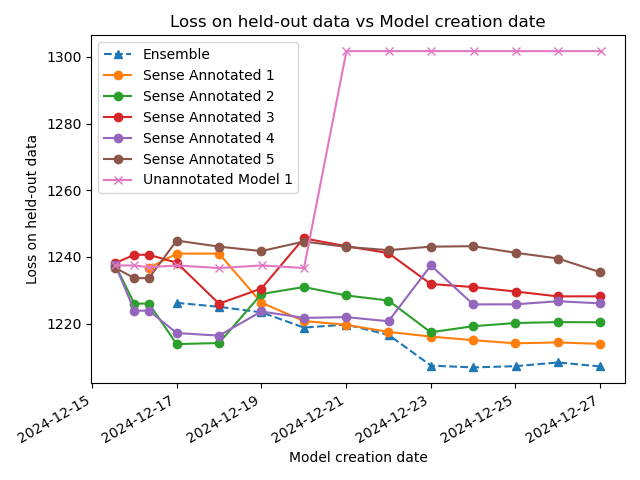 Loss on held-out data vs Model creation date
Loss on held-out data
1300
1280
1260
1240
1220
Ensemble
Sense Annotated 1
Sense Annotated 2
Sense Annotated 3
Sense Annotated 4
Sense Annotated 5
Unannotated Model 1
2024-12-15
2024-12-17
2024-12-19
2024-12-21
2024-12-23
2024-12-25
2024-12-27
Model creation date